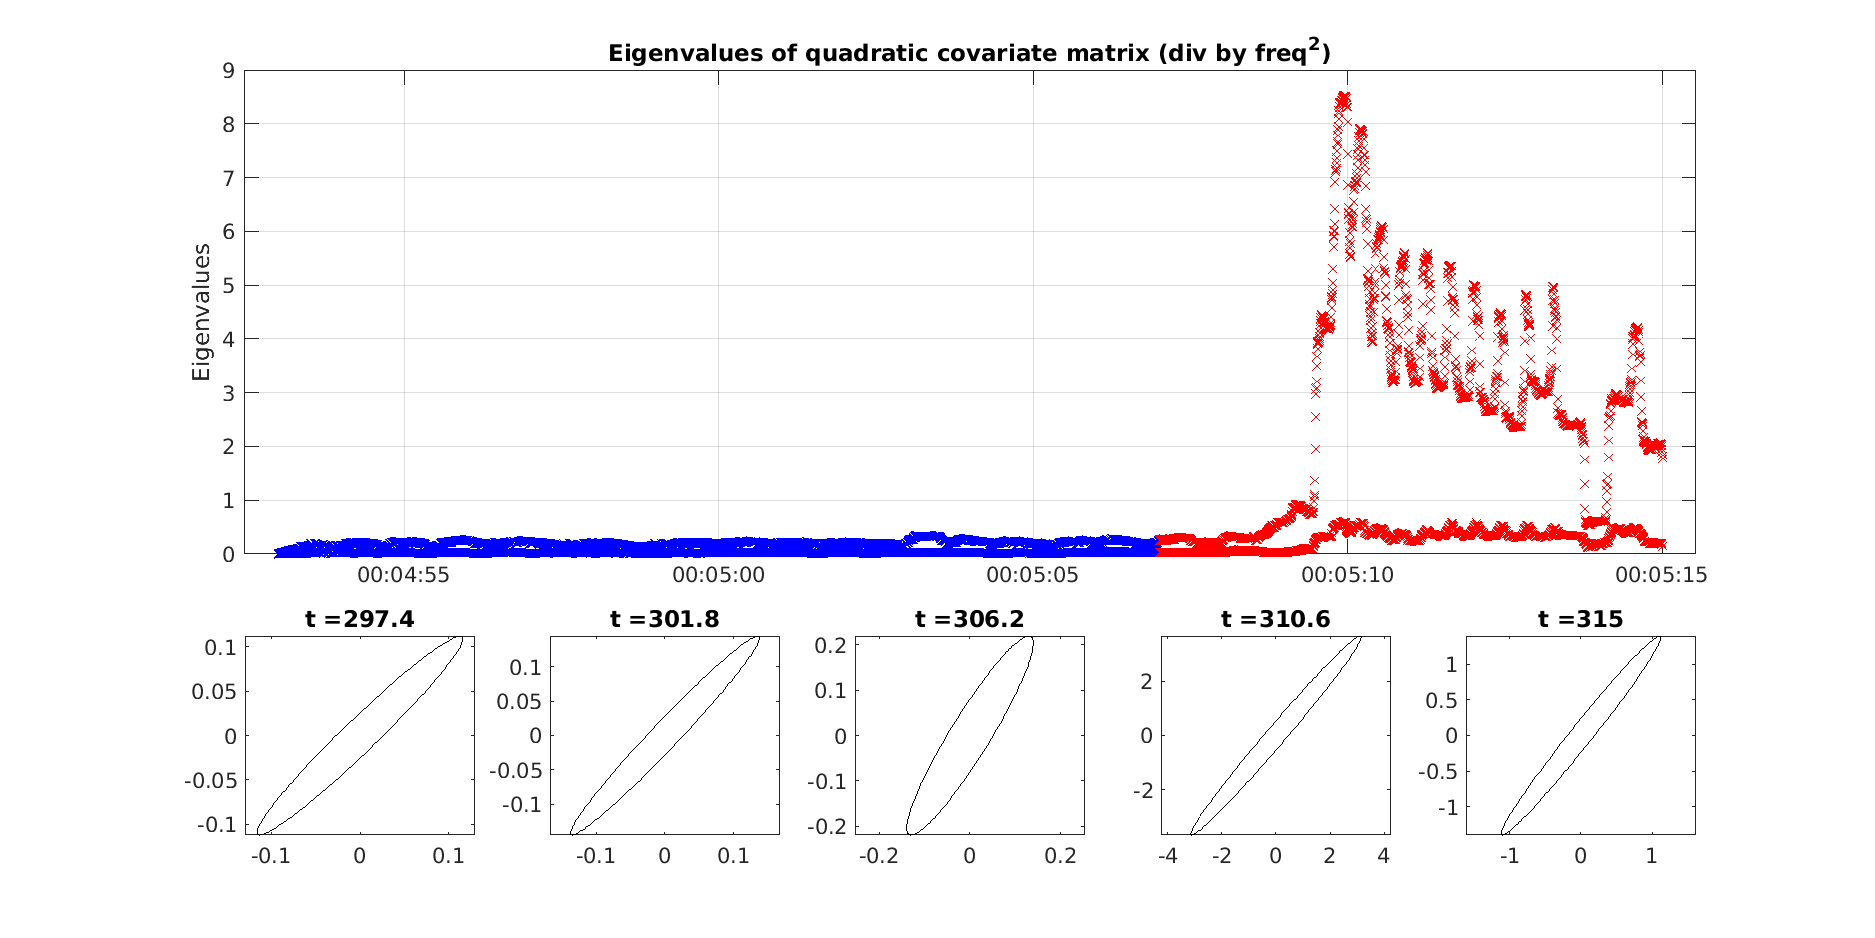 Eigenvalues of quadratic covariate matrix (div by freq²)
Eigenvalues
9
8
7
6
5
4
3
2
1
0
00:04:55 00:05:00 00:05:05 00:05:10 00:05:15
t =297.4
0.1
0.05
0
-0.05
-0.1
-0.1 0 0.1
t =301.8
0.1
0.05
0
-0.05
-0.1
-0.1 0 0.1
t =306.2
0.2
0.1
0
-0.1
-0.2
-0.2 0 0.2
t =310.6
2
0
-2
-4 -2 0 2 4
t =315
1
0.5
0
-0.5
-1
-1 0 1